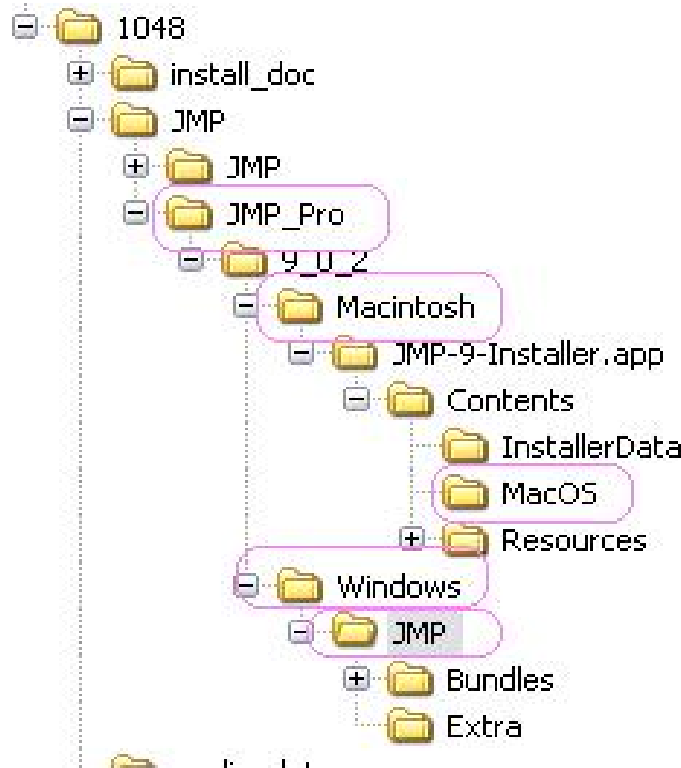 1048
install_doc
JMP
JMP
JMP_Pro
9_0_2
Macintosh
JMP-9-Installer.app
Contents
InstallerData
MacOS
Resources
Windows
JMP
Bundles
Extra